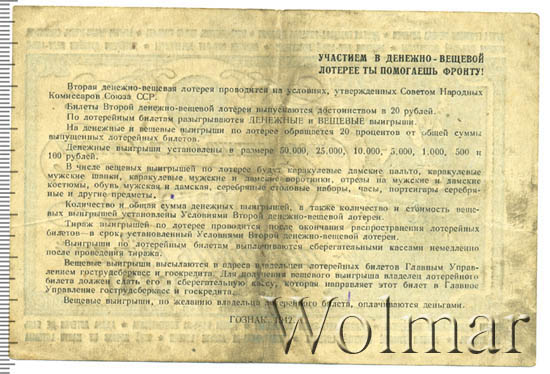 УЧАСТИЕМ В ДЕНЕЖНО-ВЕЩЕВОЙ
ЛОТЕРЕЕ ТЫ ПОМОГАЕШЬ ФРОНТУ!
Вторая денежно-вещевая лотерея проводится на условиях, утвержденных Советом Народных
Комиссаров Союза ССР.
Билеты Второй денежно-вещевой лотереи выпускаются достоинством в 20 рублей.
По лотерейным билетам разыгрываются ДЕНЕЖНЫЕ и ВЕЩЕВЫЕ выигрыши.
На денежные и вещевые выигрыши по лотерее обращается 20 процентов от общей суммы
выпущенных лотерейных билетов.
Денежные выигрыши установлены в размере 50.000, 25.000, 10.000, 5.000, 1.000, 500 и
100 рублей.
В числе вещевых выигрышей по лотерее будут каракулевые дамские пальто, каракулевые
мужские шапки, каракулевые мужские и дамские воротники, отрезы на мужские и дамские
костюмы, обувь мужская и дамская, серебряные столовые наборы, часы, портсигары серебря-
ные и другие предметы.
Количество и общая сумма денежных выигрышей, а также количество и стоимость веще-
вых выигрышей установлены Условиями Второй денежно-вещевой лотереи.
Тираж выигрышей по лотерее проводится после окончания распространения лотерейных
билетов—в срок, установленный Условиями Второй денежно-вещевой лотереи.
Выигрыши по лотерейным билетам выплачиваются сберегательными кассами немедленно
после проведения тиража.
Вещевые выигрыши высылаются в адреса владельцев лотерейных билетов Главным Управ-
лением гострудсберкасс и госкредита. Для получения вещевого выигрыша владелец лотерейного
билета должен сдать его в сберегательную кассу, которая направляет этот билет в Главное
Управление гострудсберкасс и госкредита.
Вещевые выигрыши, по желанию владельца лотерейного билета, оплачиваются деньгами.
ГОЗНАК. 1942.
Wolmar